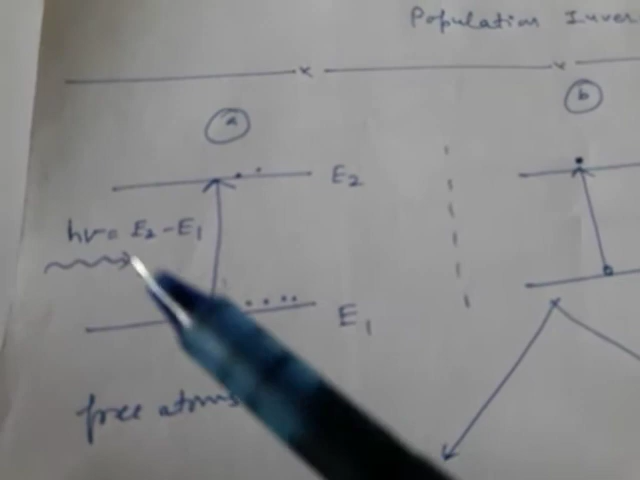 Population Inver
a
b
E₂
hν = E₂ - E₁
E₁
free atoms